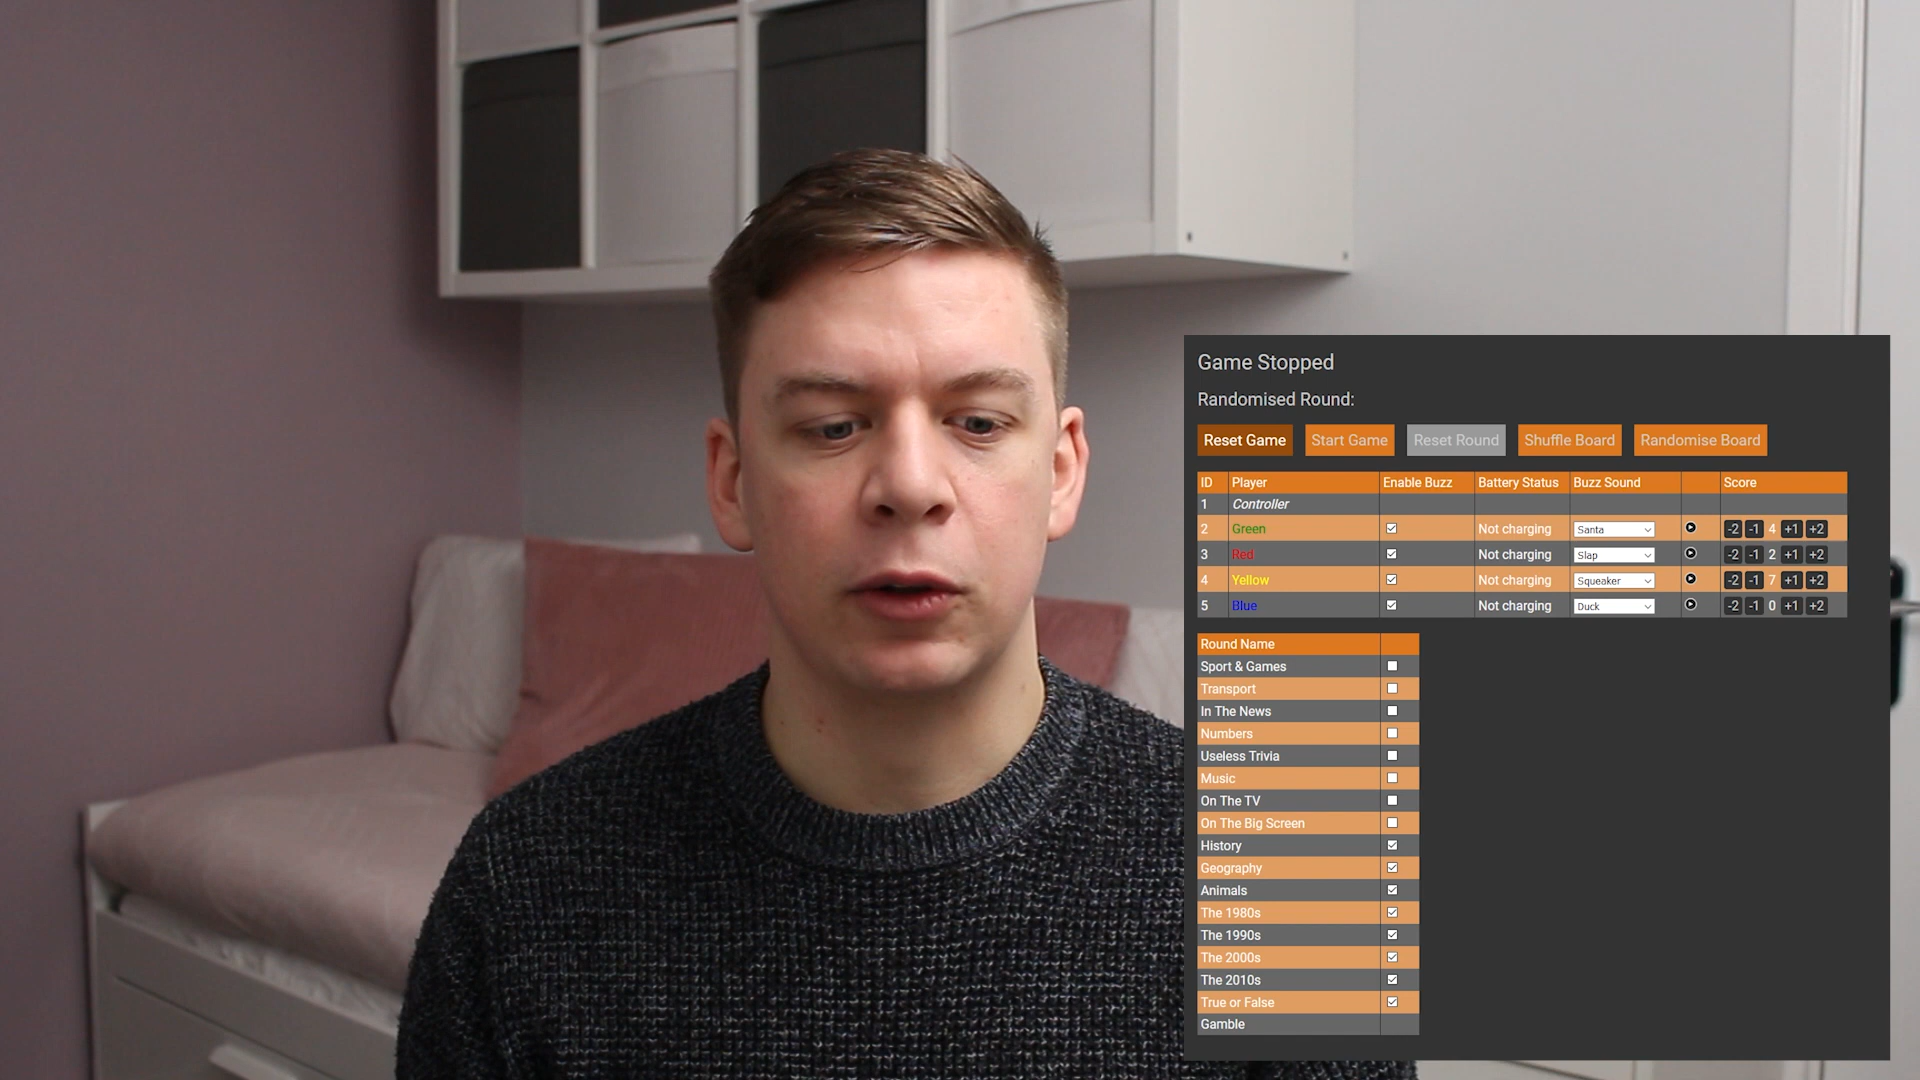 Game Stopped
Randomised Round:
Reset Game Start Game Reset Round Shuffle Board Randomise Board
ID Player Enable Buzz Battery Status Buzz Sound Score
1 Controller
2 Green Not charging Santa -2 -1 4 +1 +2
3 Red Not charging Slap -2 -1 2 +1 +2
4 Yellow Not charging Squeaker -2 -1 7 +1 +2
5 Blue Not charging Duck -2 -1 0 +1 +2
Round Name
Sport & Games
Transport
In The News
Numbers
Useless Trivia
Music
On The TV
On The Big Screen
History
Geography
Animals
The 1980s
The 1990s
The 2000s
The 2010s
True or False
Gamble